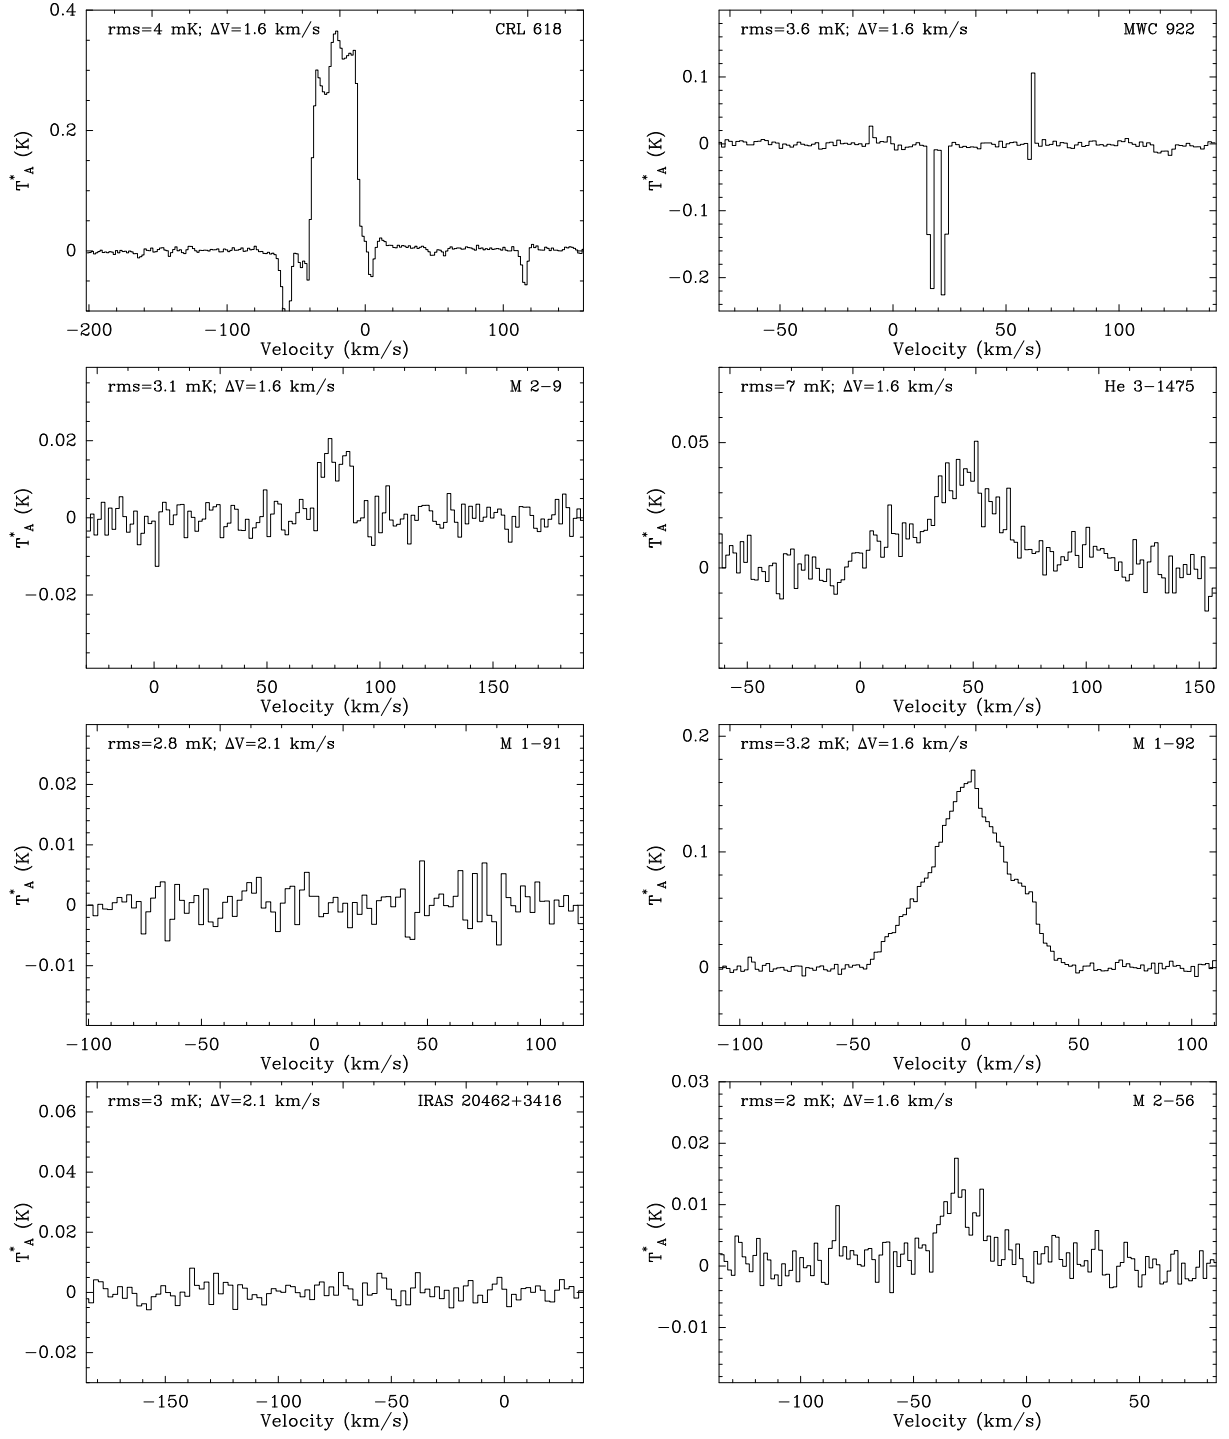 rms=4 mK; ΔV=1.6 km/s CRL 618
0.4
0.2
0
T*A (K)
−200 −100 0 100
Velocity (km/s)
rms=3.6 mK; ΔV=1.6 km/s MWC 922
0.1
0
−0.1
−0.2
T*A (K)
−50 0 50 100
Velocity (km/s)
rms=3.1 mK; ΔV=1.6 km/s M 2−9
0.02
0
−0.02
T*A (K)
0 50 100 150
Velocity (km/s)
rms=7 mK; ΔV=1.6 km/s He 3−1475
0.05
0
T*A (K)
−50 0 50 100 150
Velocity (km/s)
rms=2.8 mK; ΔV=2.1 km/s M 1−91
0.02
0.01
0
−0.01
T*A (K)
−100 −50 0 50 100
Velocity (km/s)
rms=3.2 mK; ΔV=1.6 km/s M 1−92
0.2
0.1
0
T*A (K)
−100 −50 0 50 100
Velocity (km/s)
rms=3 mK; ΔV=2.1 km/s IRAS 20462+3416
0.06
0.04
0.02
0
−0.02
T*A (K)
−150 −100 −50 0
Velocity (km/s)
rms=2 mK; ΔV=1.6 km/s M 2−56
0.03
0.02
0.01
0
−0.01
T*A (K)
−100 −50 0 50
Velocity (km/s)